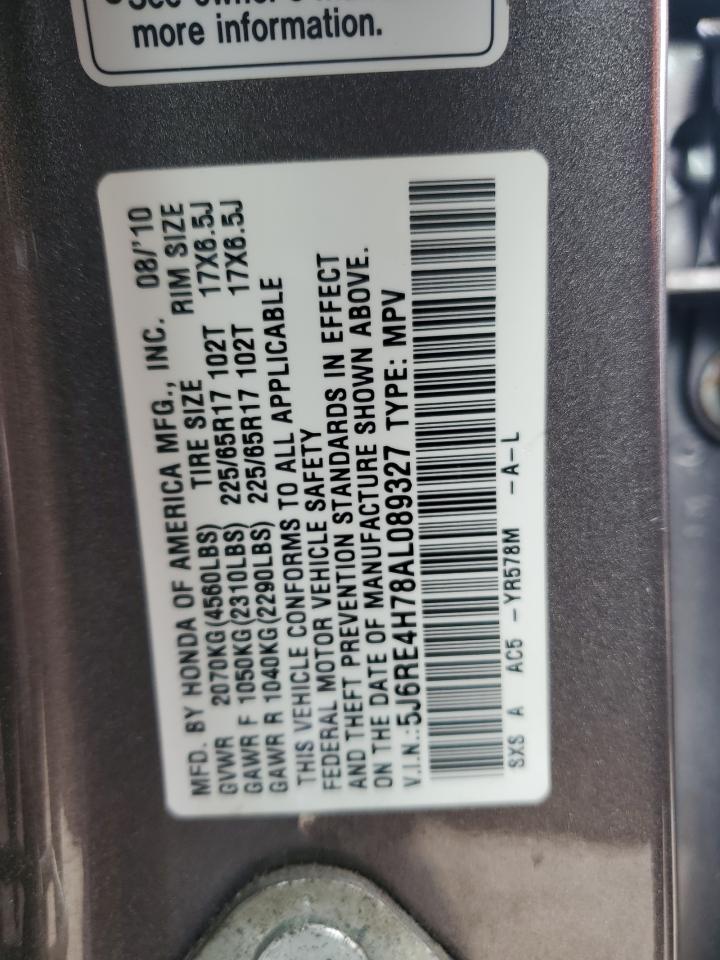 more information.
MFD. BY HONDA OF AMERICA MFG., INC. 08/'10
GVWR 2070KG(4560LBS) TIRE SIZE RIM SIZE
GAWR F 1050KG(2310LBS) 225/65R17 102T 17X6.5J
GAWR R 1040KG(2290LBS) 225/65R17 102T 17X6.5J
THIS VEHICLE CONFORMS TO ALL APPLICABLE
FEDERAL MOTOR VEHICLE SAFETY
AND THEFT PREVENTION STANDARDS IN EFFECT
ON THE DATE OF MANUFACTURE SHOWN ABOVE.
V.I.N.:5J6RE4H78AL089327 TYPE: MPV
SXS A AC5 -YR578M -A-L